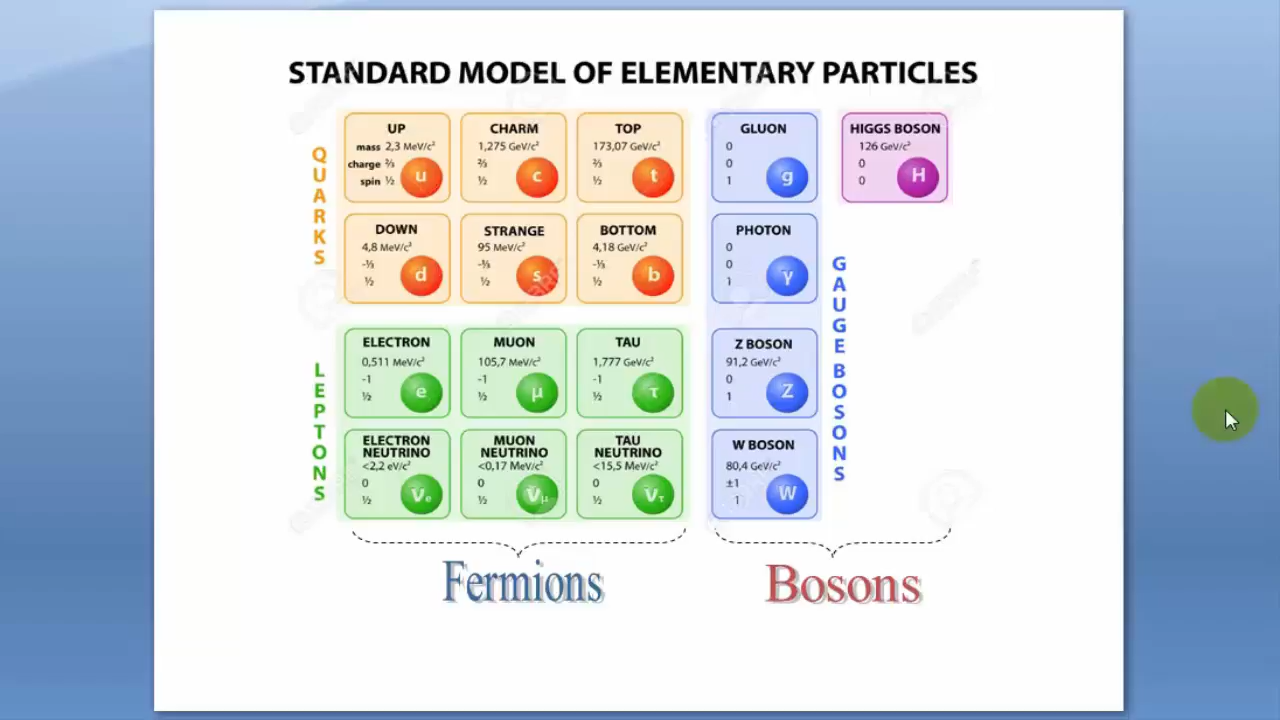 STANDARD MODEL OF ELEMENTARY PARTICLES
QUARKS
UP
mass 2,3 MeV/c²
charge ⅔
spin ½
u
CHARM
1,275 GeV/c²
⅔
½
c
TOP
173,07 GeV/c²
⅔
½
t
GLUON
0
0
1
g
HIGGS BOSON
126 GeV/c²
0
0
H
DOWN
4,8 MeV/c²
-⅓
½
d
STRANGE
95 MeV/c²
-⅓
½
s
BOTTOM
4,18 GeV/c²
-⅓
½
b
PHOTON
0
0
1
γ
GAUGE BOSONS
LEPTONS
ELECTRON
0,511 MeV/c²
-1
½
e
MUON
105,7 MeV/c²
-1
½
μ
TAU
1,777 GeV/c²
-1
½
τ
Z BOSON
91,2 GeV/c²
0
1
Z
ELECTRON
NEUTRINO
<2,2 eV/c²
0
½
νe
MUON
NEUTRINO
<0,17 MeV/c²
0
½
νμ
TAU
NEUTRINO
<15,5 MeV/c²
0
½
ντ
W BOSON
80,4 GeV/c²
±1
1
W
Fermions
Bosons